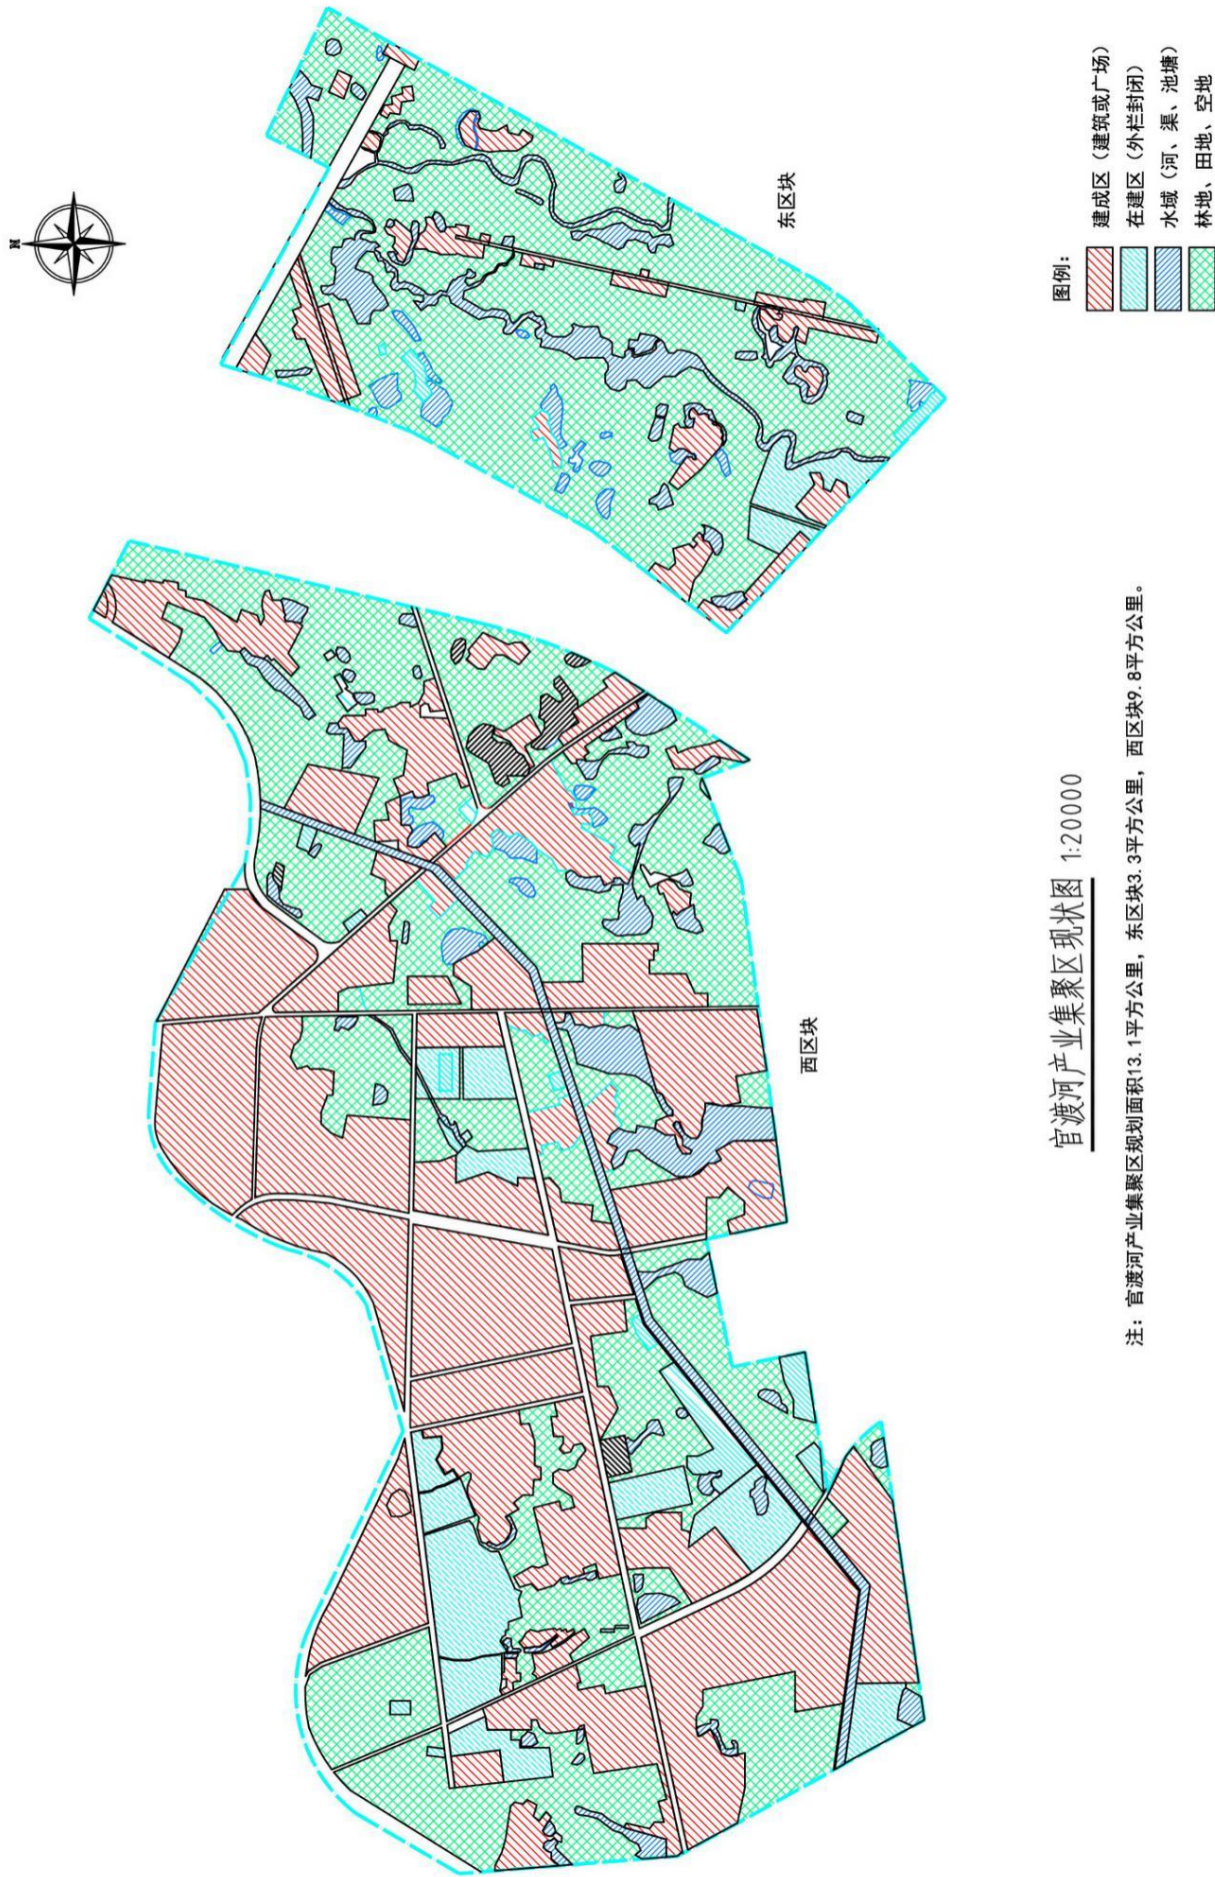 N
东区块
西区块
图例：
建成区（建筑或广场）
在建区（外栏封闭）
水域（河、渠、池塘）
林地、田地、空地
官渡河产业集聚区现状图 1:20000
注：官渡河产业集聚区规划面积13.1平方公里，东区块3.3平方公里，西区块9.8平方公里。